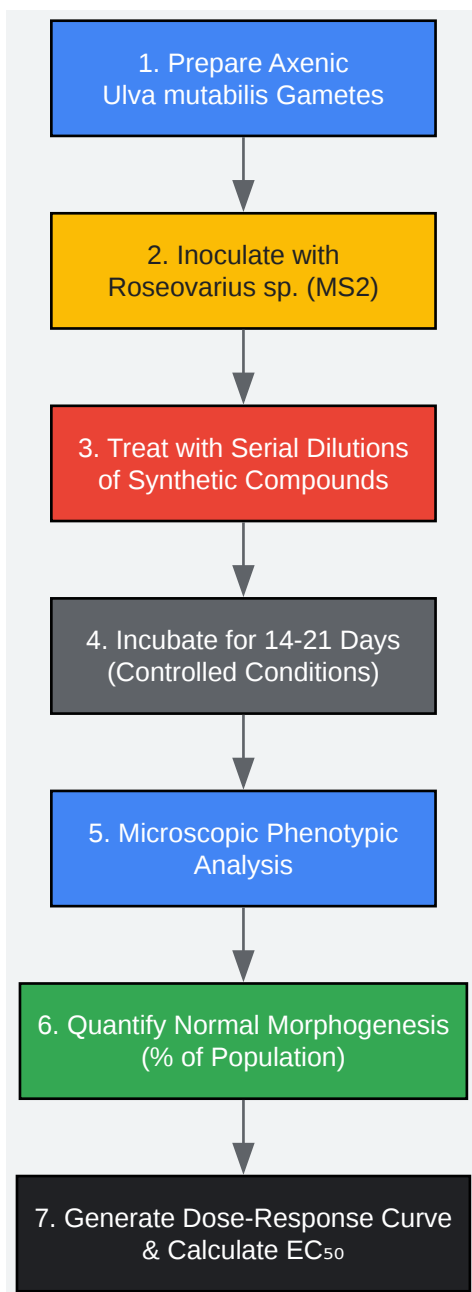 1. Prepare Axenic
Ulva mutabilis Gametes
2. Inoculate with
Roseovarius sp. (MS2)
3. Treat with Serial Dilutions
of Synthetic Compounds
4. Incubate for 14-21 Days
(Controlled Conditions)
5. Microscopic Phenotypic
Analysis
6. Quantify Normal Morphogenesis
(% of Population)
7. Generate Dose-Response Curve
& Calculate EC₅₀